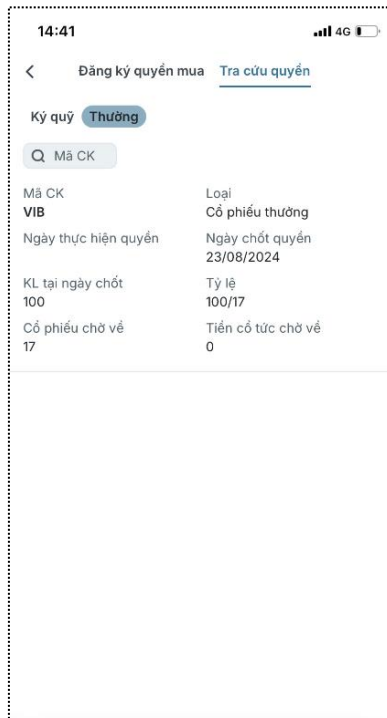 14:41 4G
Đăng ký quyền mua Tra cứu quyền
Ký quỹ Thường
Mã CK
Mã CK Loại
VIB Cổ phiếu thưởng
Ngày thực hiện quyền Ngày chốt quyền
23/08/2024
KL tại ngày chốt Tỷ lệ
100 100/17
Cổ phiếu chờ về Tiền cổ tức chờ về
17 0